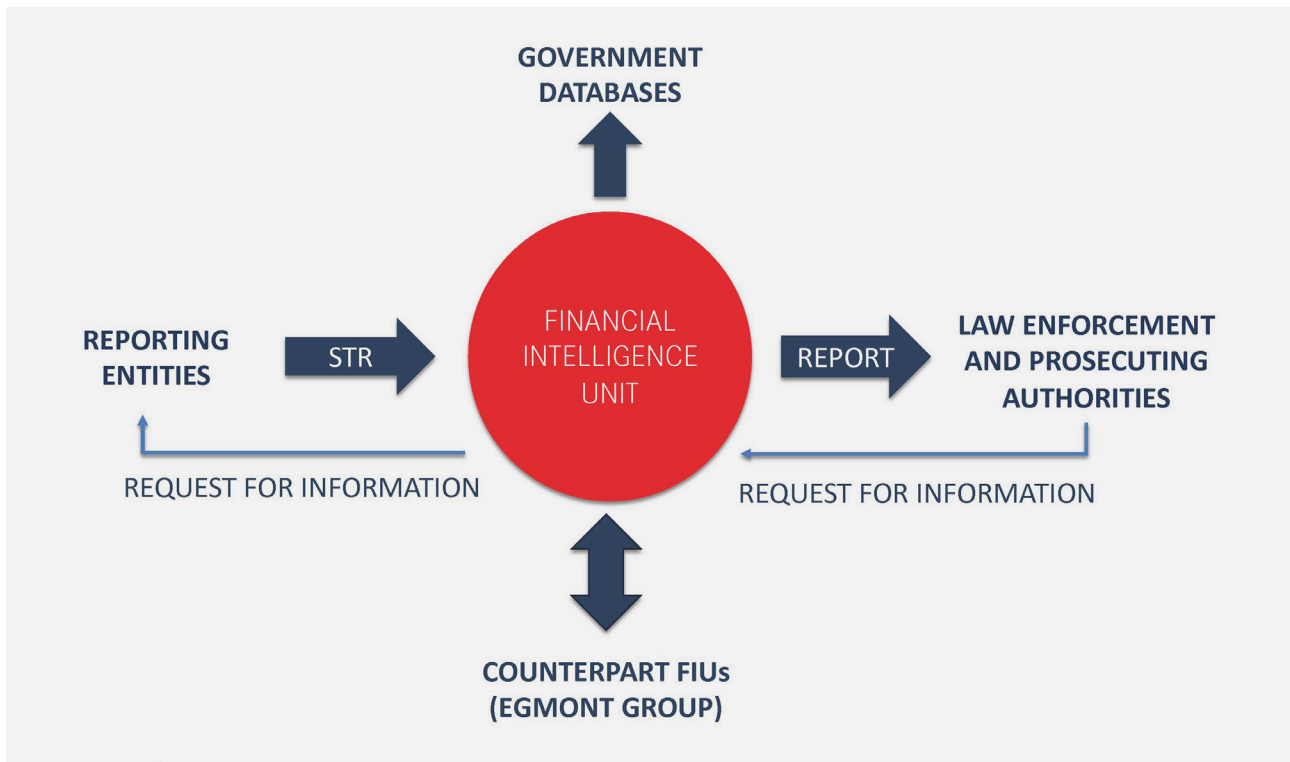 GOVERNMENT
DATABASES
REPORTING
ENTITIES
STR
FINANCIAL
INTELLIGENCE
UNIT
REPORT
LAW ENFORCEMENT
AND PROSECUTING
AUTHORITIES
REQUEST FOR INFORMATION
REQUEST FOR INFORMATION
COUNTERPART FIUs
(EGMONT GROUP)